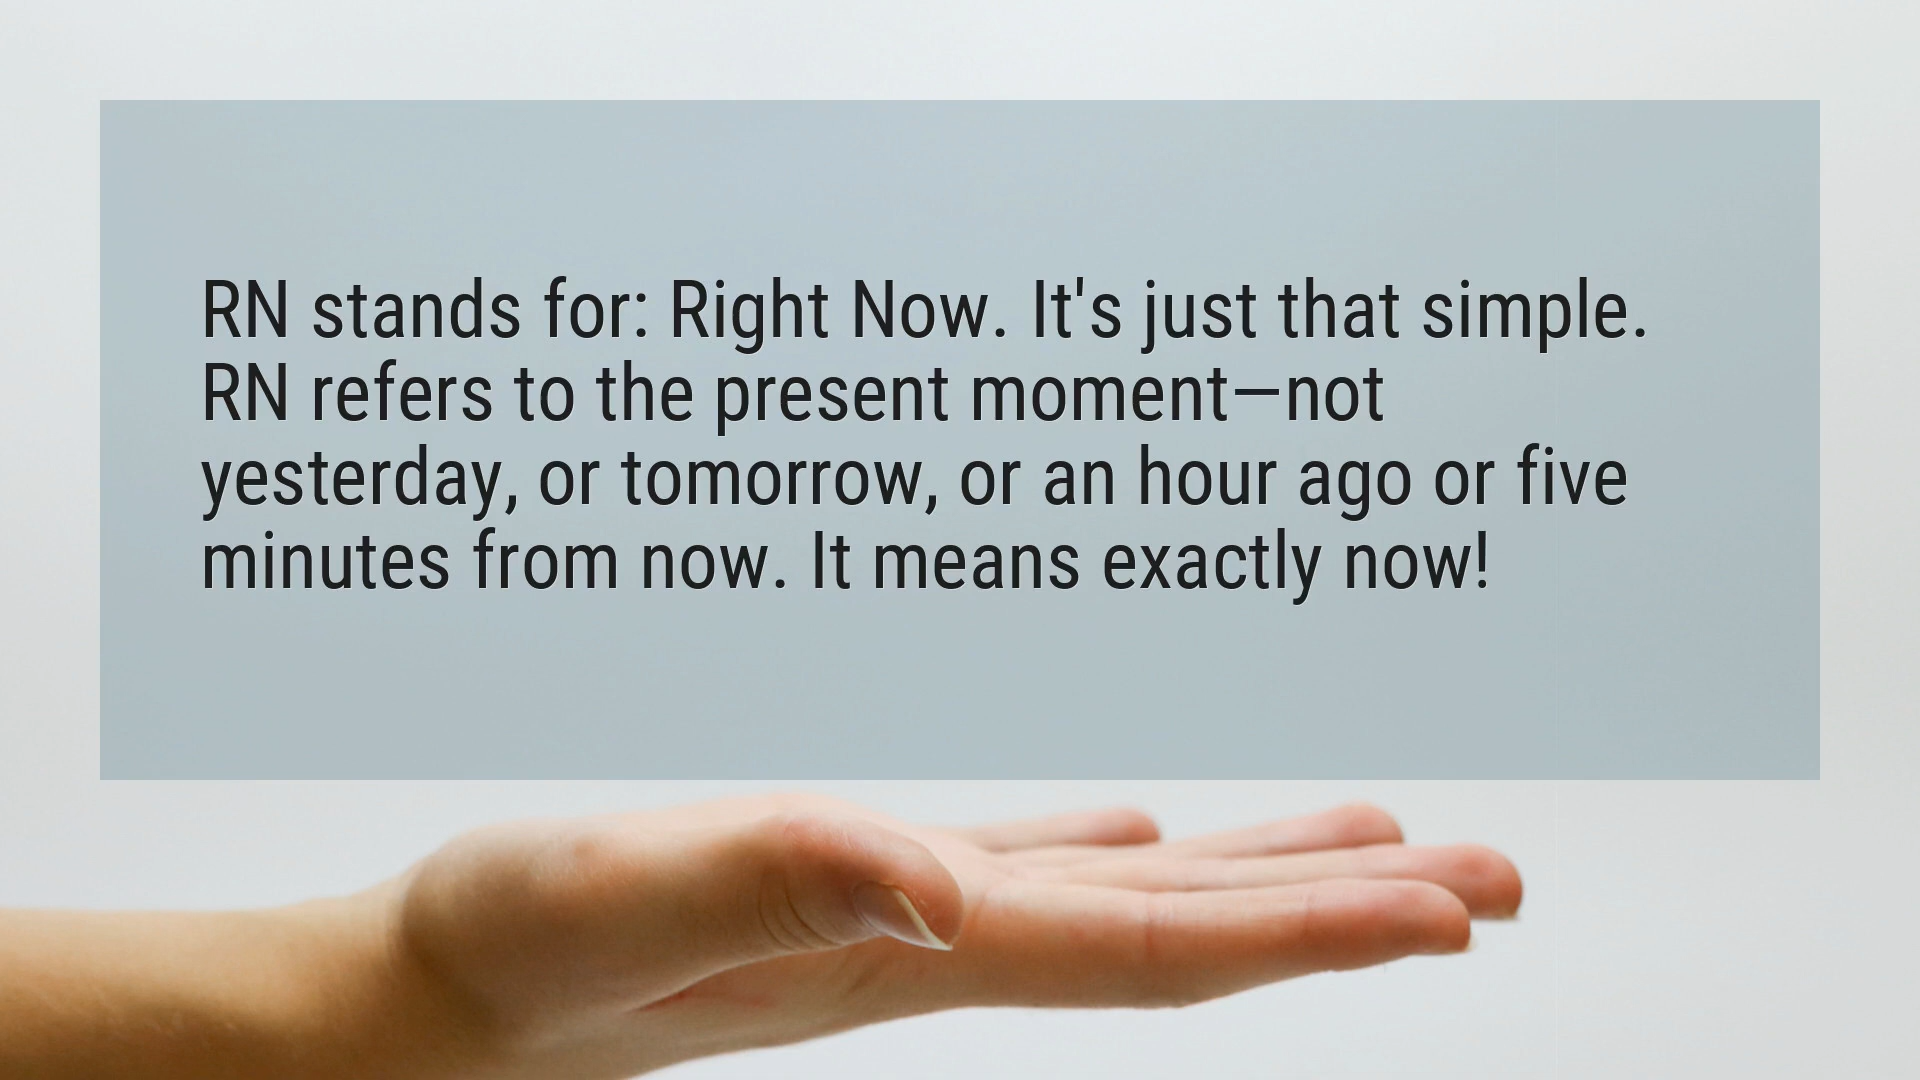 RN stands for: Right Now. It's just that simple.
RN refers to the present moment—not
yesterday, or tomorrow, or an hour ago or five
minutes from now. It means exactly now!